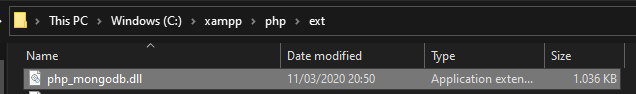 This PC > Windows (C:) > xampp > php > ext
Name Date modified Type Size
php_mongodb.dll 11/03/2020 20:50 Application exten... 1.036 KB